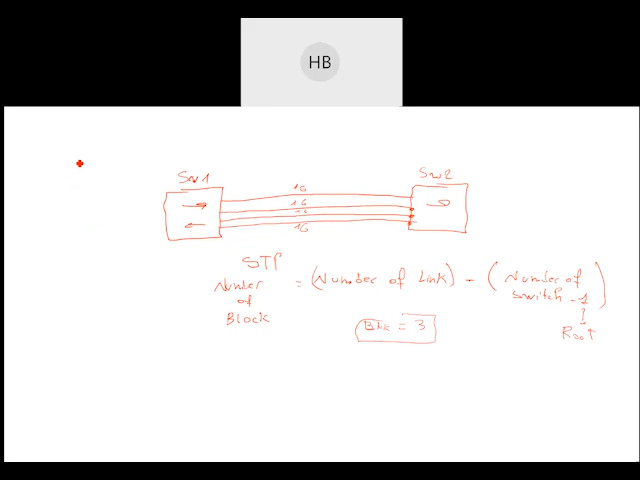 HB
SW1
SW2
1G
1G
1G
STP
Number of Block = (Number of Link) - (Number of Switch - 1)
Root
Blk = 3